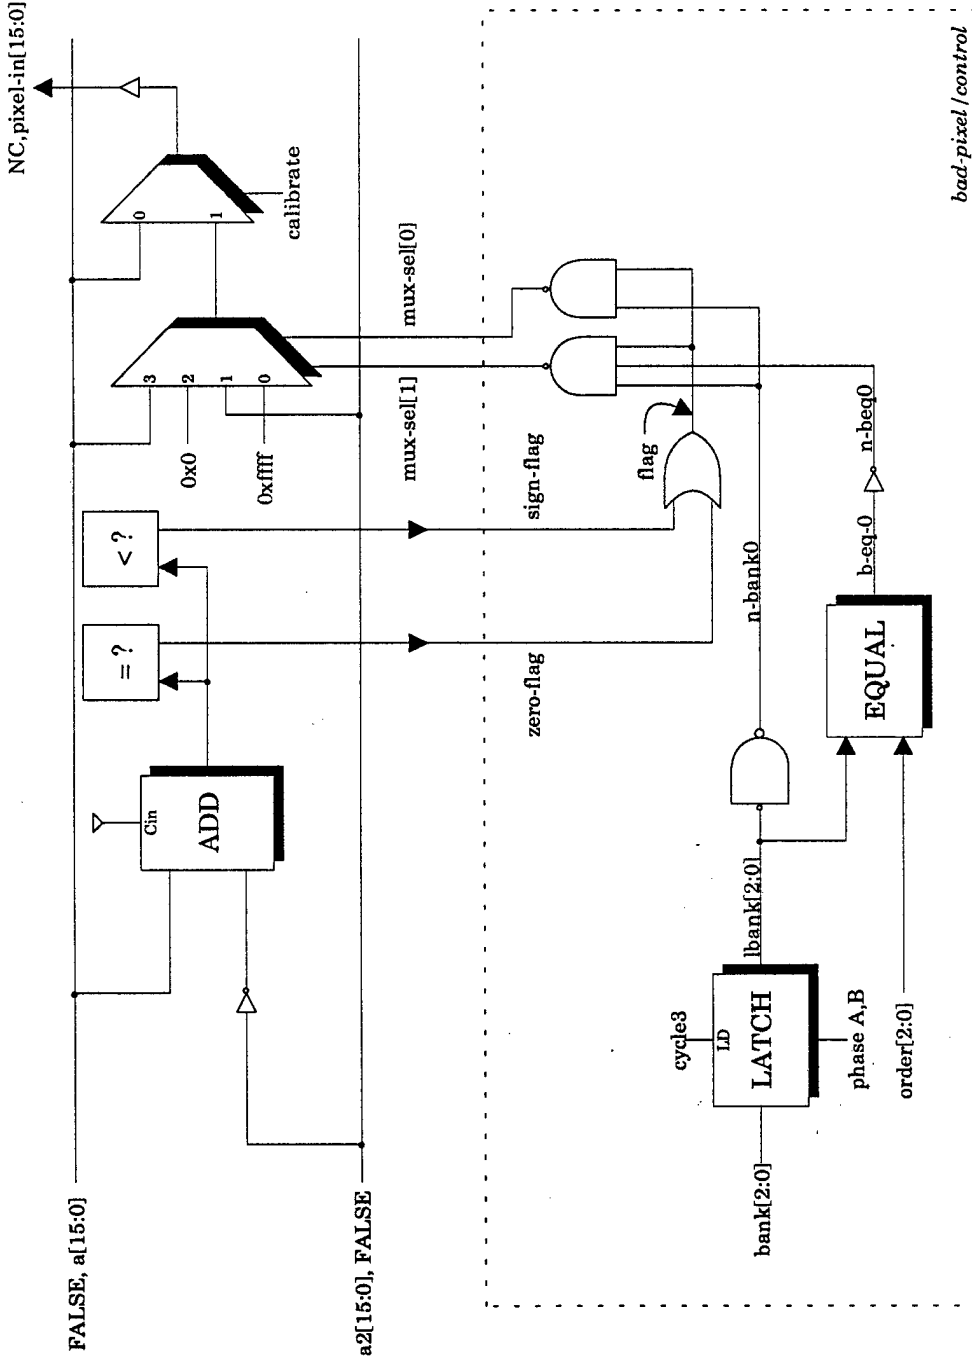 FALSE, a[15:0]
a2[15:0], FALSE
Cin
ADD
= ?
< ?
3
2
1
0
0x0
0xffff
0
1
calibrate
NC,pixel-in[15:0]
mux-sel[1]
mux-sel[0]
zero-flag
sign-flag
flag
bank[2:0]
cycle3
LD
LATCH
phase A,B
lbank[2:0]
order[2:0]
n-bank0
EQUAL
b-eq-0
n-beq0
bad-pixel/control